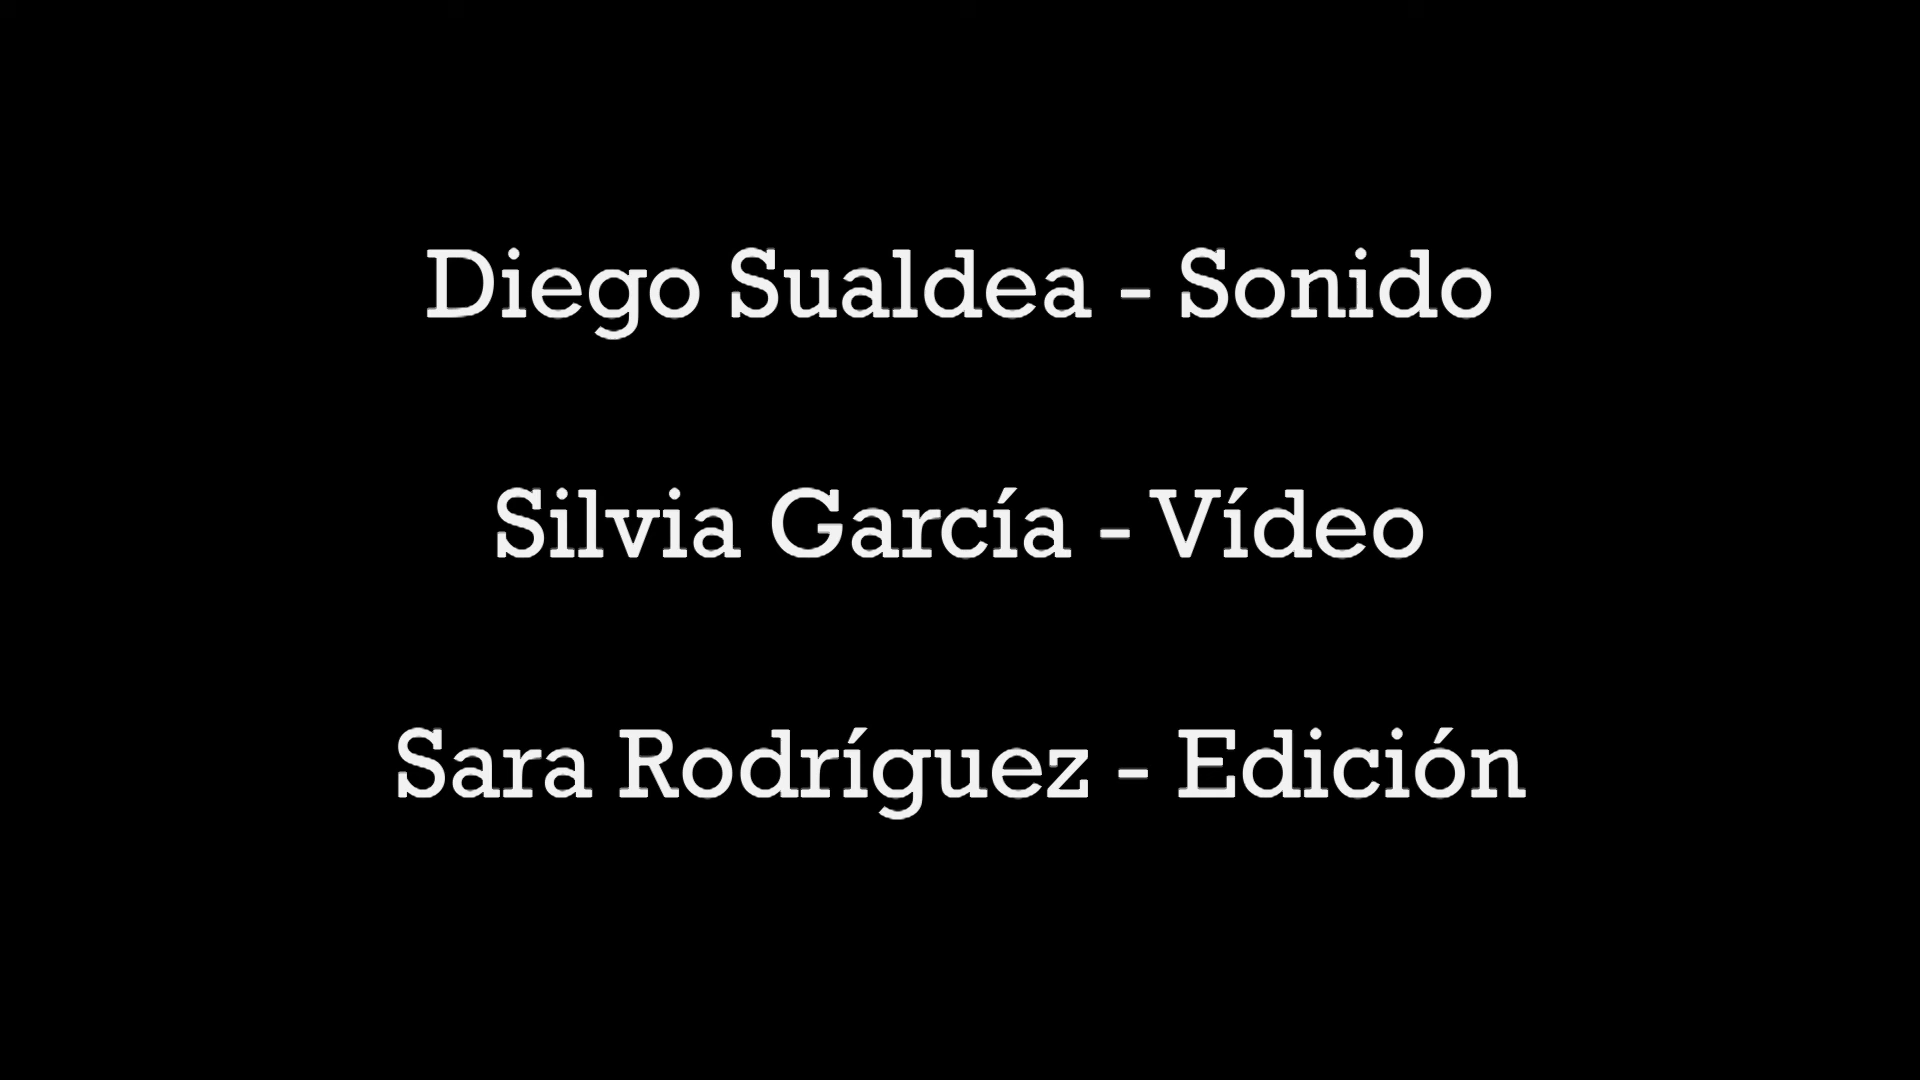 Diego Sualdea - Sonido
Silvia García - Vídeo
Sara Rodríguez - Edición